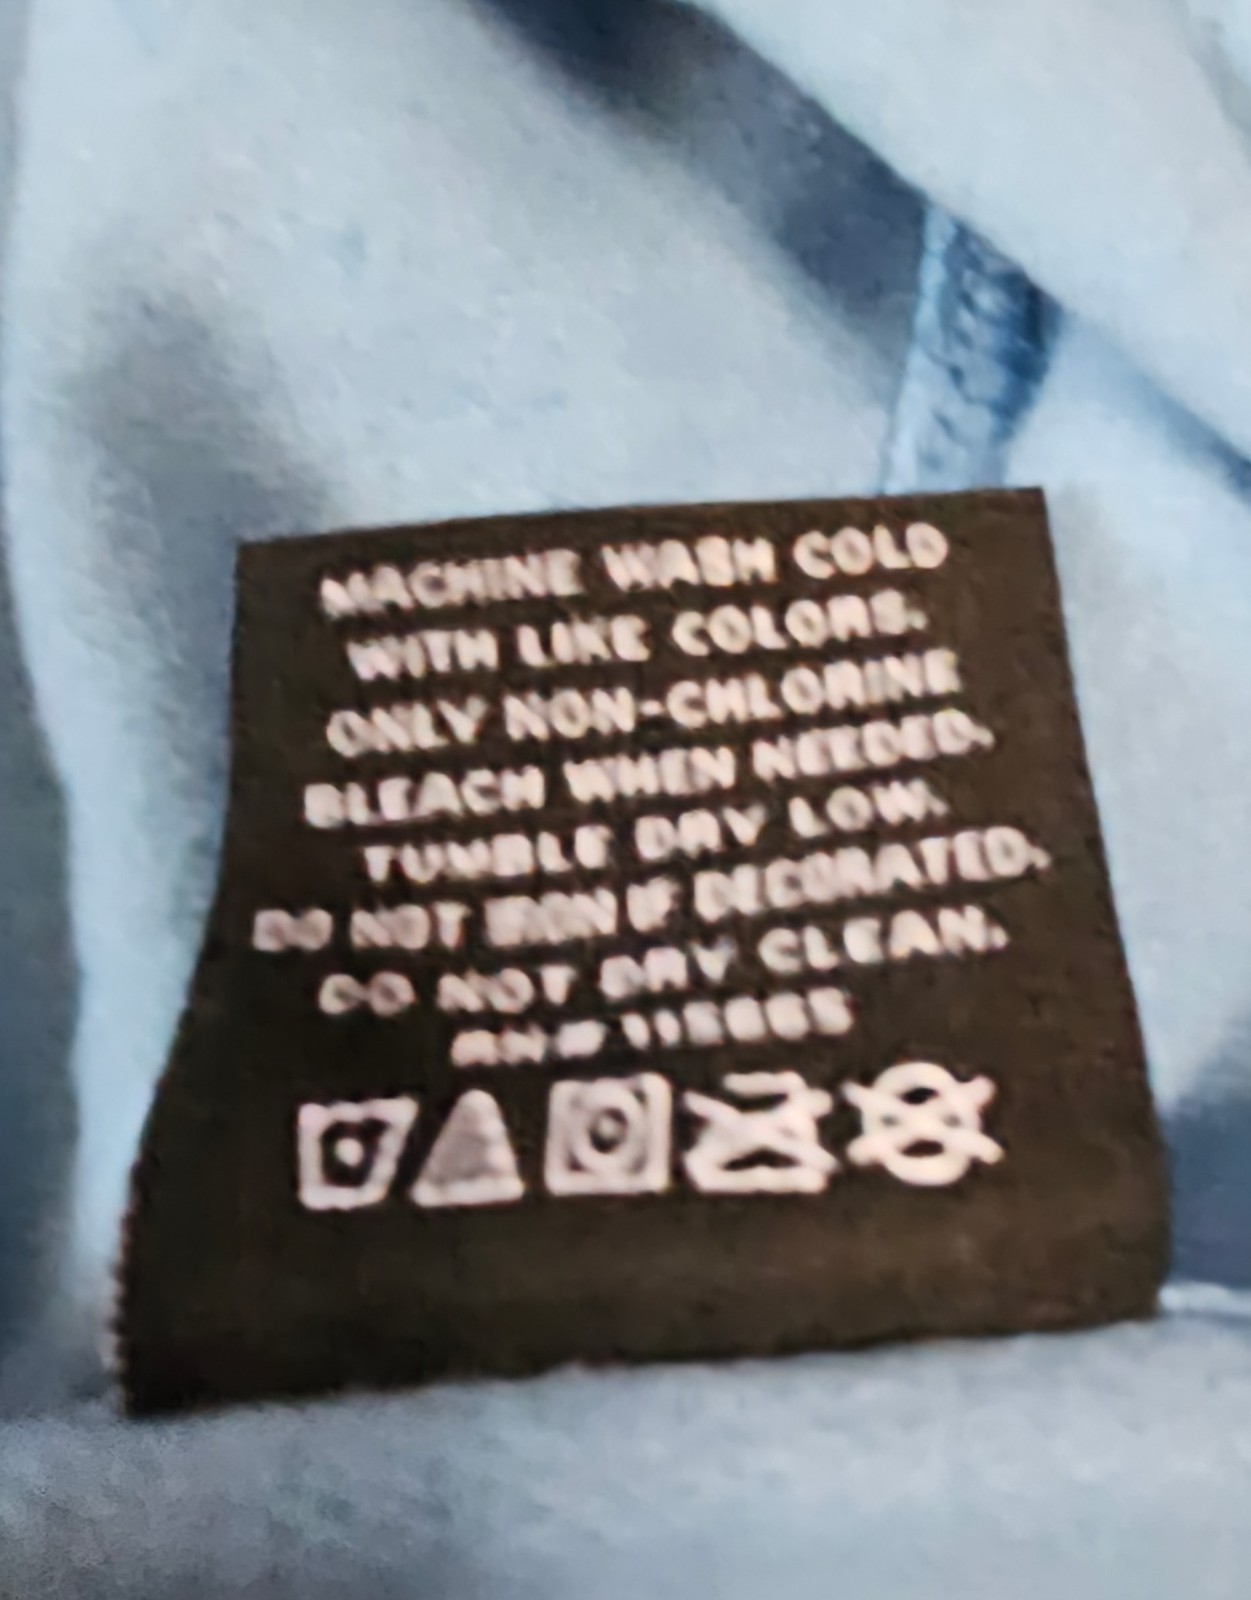 MACHINE WASH COLD
WITH LIKE COLORS.
ONLY NON-CHLORINE
BLEACH WHEN NEEDED.
TUMBLE DRY LOW.
DO NOT IRON IF DECORATED.
DO NOT DRY CLEAN.
RN#